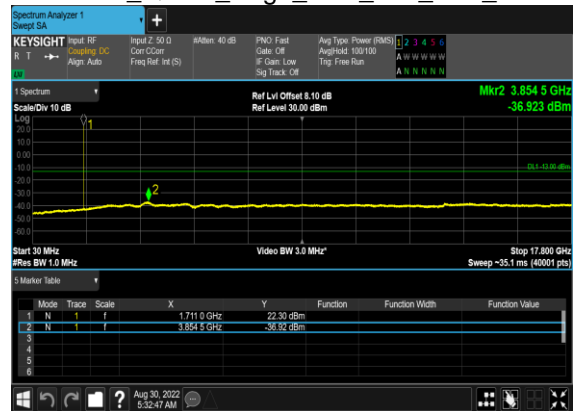 Spectrum Analyzer 1
Swept SA
+
KEYSIGHT Input: RF Input Z: 50 Ω #Atten: 40 dB PNO: Fast Avg Type: Power (RMS) 1 2 3 4 5 6
R T Coupling: DC Corr CCorr Gate: Off Avg|Hold: 100/100 A W W W W W
Align: Auto Freq Ref: Int (S) IF Gain: Low Trig: Free Run
LU Sig Track: Off A N N N N N
1 Spectrum Ref Lvl Offset 8.10 dB Mkr2 3.854 5 GHz
Scale/Div 10 dB Ref Level 30.00 dBm -36.923 dBm
Log
1
20.0
10.0
0.00
-10.0
DL1 -13.00 dBm
-20.0
2
-30.0
-40.0
-50.0
-60.0
Start 30 MHz Video BW 3.0 MHz* Stop 17.800 GHz
#Res BW 1.0 MHz Sweep ~35.1 ms (40001 pts)
5 Marker Table
Mode Trace Scale X Y Function Function Width Function Value
1 N 1 f 1.711 0 GHz 22.30 dBm
2 N 1 f 3.854 5 GHz -36.92 dBm
3
4
5
6
? Aug 30, 2022
5:32:47 AM